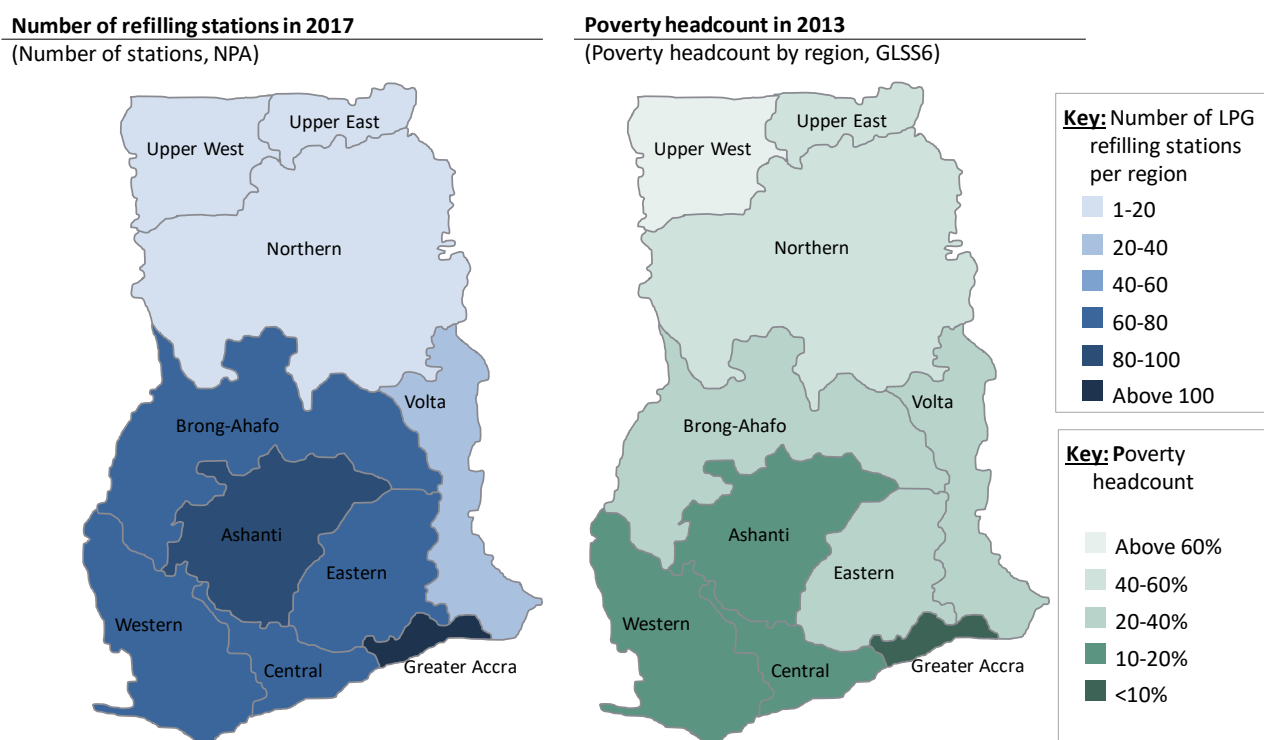 Number of refilling stations in 2017
(Number of stations, NPA)
Upper East
Upper West
Northern
Volta
Brong-Ahafo
Ashanti
Eastern
Western
Central
Greater Accra
Poverty headcount in 2013
(Poverty headcount by region, GLSS6)
Upper East
Upper West
Northern
Volta
Brong-Ahafo
Ashanti
Eastern
Western
Central
Greater Accra
Key: Number of LPG
refilling stations
per region
1-20
20-40
40-60
60-80
80-100
Above 100
Key: Poverty
headcount
Above 60%
40-60%
20-40%
10-20%
<10%